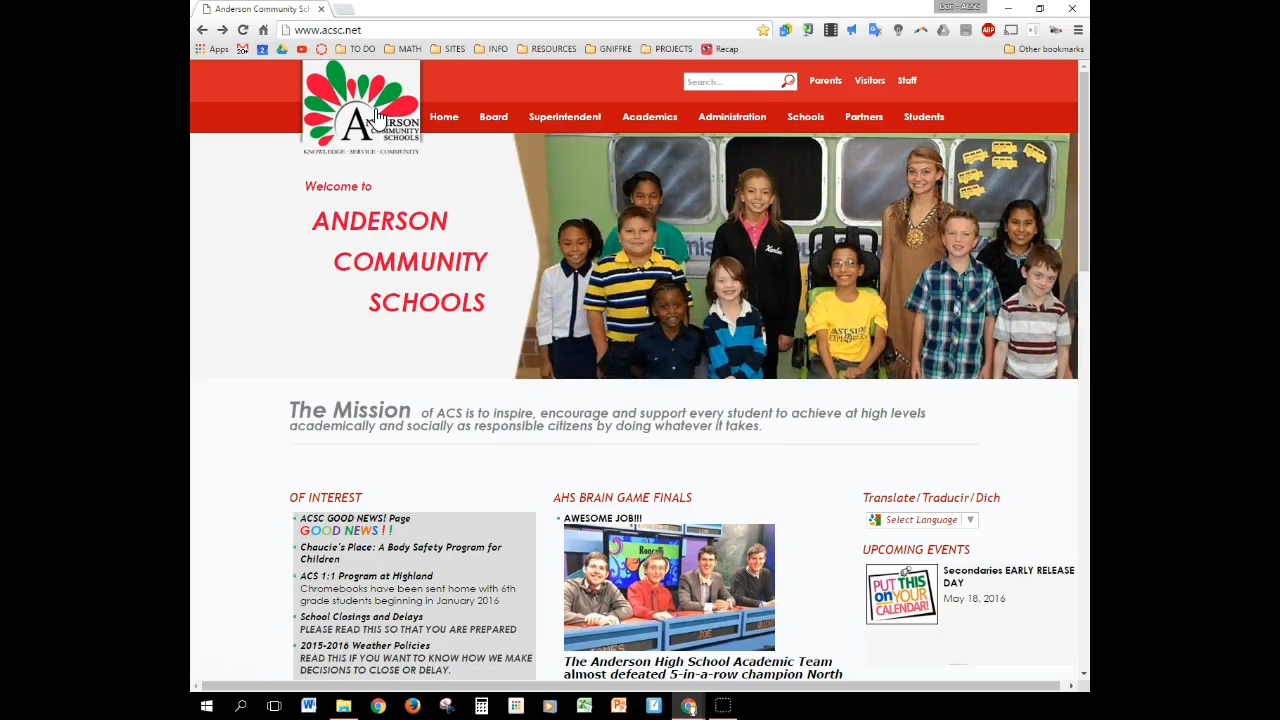 Anderson Community Sch
Dan - ACSC
www.acsc.net
Apps
TO DO
MATH
SITES
INFO
RESOURCES
GNIFFKE
PROJECTS
Recap
Other bookmarks
ANDERSON
COMMUNITY
SCHOOLS
KNOWLEDGE · SERVICE · COMMUNITY
Search...
Parents Visitors Staff
Home Board Superintendent Academics Administration Schools Partners Students
Welcome to
ANDERSON
COMMUNITY
SCHOOLS
The Mission of ACS is to inspire, encourage and support every student to achieve at high levels
academically and socially as responsible citizens by doing whatever it takes.
OF INTEREST
ACSC GOOD NEWS! Page
GOOD NEWS ! !
Chaucie's Place: A Body Safety Program for
Children
ACS 1:1 Program at Highland
Chromebooks have been sent home with 6th
grade students beginning in January 2016
School Closings and Delays
PLEASE READ THIS SO THAT YOU ARE PREPARED
2015-2016 Weather Policies
READ THIS IF YOU WANT TO KNOW HOW WE MAKE
DECISIONS TO CLOSE OR DELAY.
AHS BRAIN GAME FINALS
AWESOME JOB!!!
Roncalli
JOE
The Anderson High School Academic Team
almost defeated 5-in-a-row champion North
Translate/Traducir/Dich
Select Language
UPCOMING EVENTS
PUT THIS
on YOUR
CALENDAR!
Secondaries EARLY RELEASE
DAY
May 18, 2016